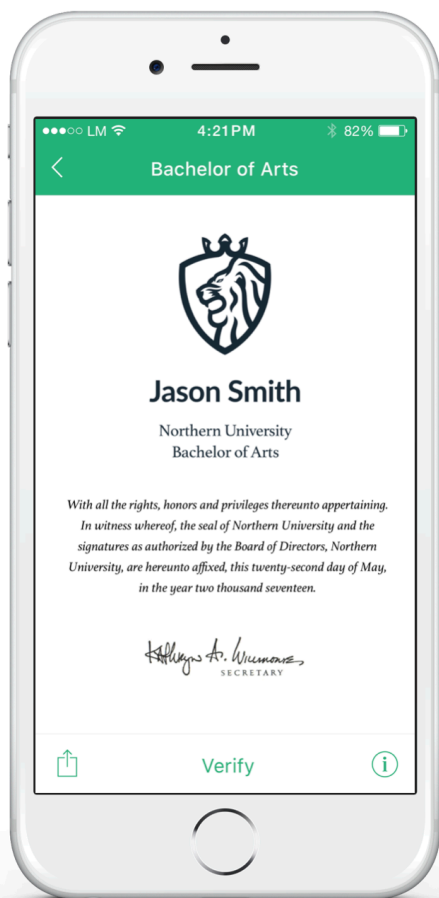 LM 4:21PM 82%
Bachelor of Arts
Jason Smith
Northern University
Bachelor of Arts
With all the rights, honors and privileges thereunto appertaining.
In witness whereof, the seal of Northern University and the
signatures as authorized by the Board of Directors, Northern
University, are hereunto affixed, this twenty-second day of May,
in the year two thousand seventeen.
SECRETARY
Verify
i